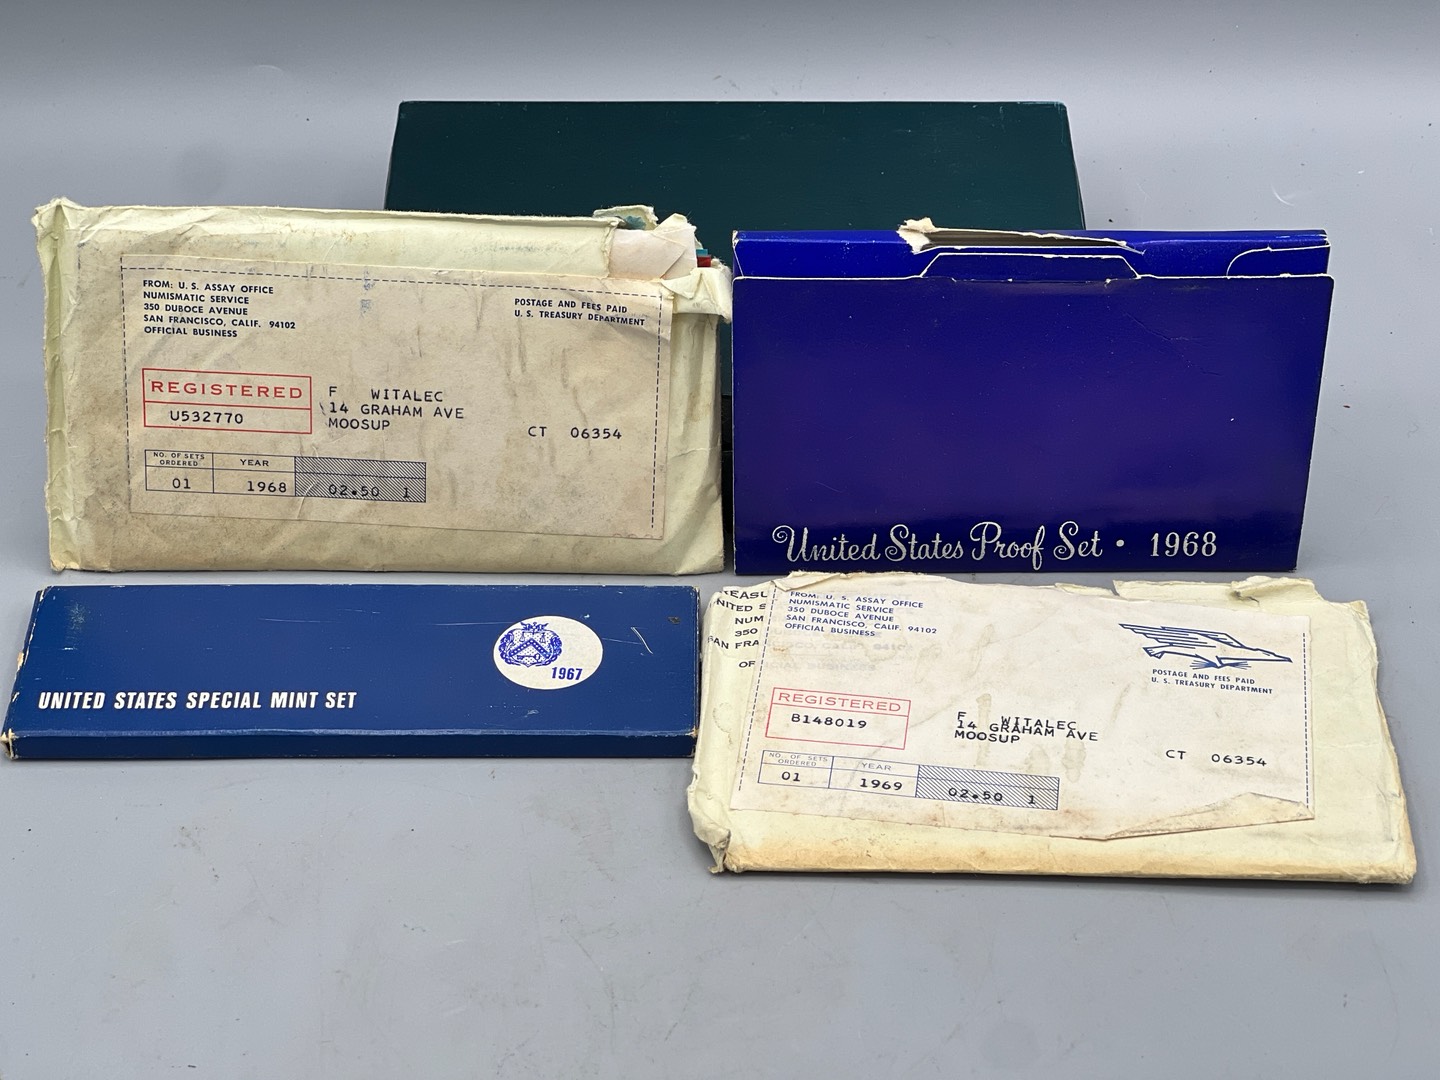 FROM: U. S. ASSAY OFFICE
NUMISMATIC SERVICE
350 DUBOCE AVENUE
SAN FRANCISCO, CALIF. 94102
OFFICIAL BUSINESS
POSTAGE AND FEES PAID
U. S. TREASURY DEPARTMENT
REGISTERED
U532770
F WITALEC
14 GRAHAM AVE
MOOSUP
CT 06354
NO. OF SETS
ORDERED
YEAR
01
1968
02.50 1
United States Proof Set • 1968
UNITED STATES SPECIAL MINT SET
1967
NUM
350
OF
FROM: U. S. ASSAY OFFICE
NUMISMATIC SERVICE
350 DUBOCE AVENUE
SAN FRANCISCO, CALIF. 94102
OFFICIAL BUSINESS
POSTAGE AND FEES PAID
U. S. TREASURY DEPARTMENT
REGISTERED
B148019
F WITALEC
14 GRAHAM AVE
MOOSUP
CT 06354
NO. OF SETS
ORDERED
YEAR
01
1969
02.50 1